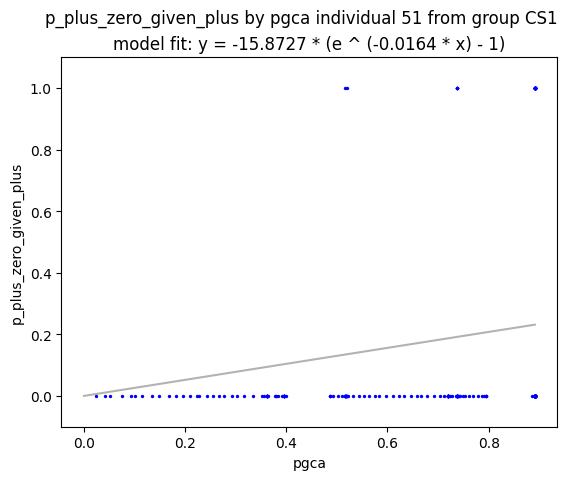 p_plus_zero_given_plus by pgca individual 51 from group CS1
model fit: y = -15.8727 * (e ^ (-0.0164 * x) - 1)
1.0
0.8
0.6
0.4
0.2
0.0
p_plus_zero_given_plus
0.0 0.2 0.4 0.6 0.8
pgca